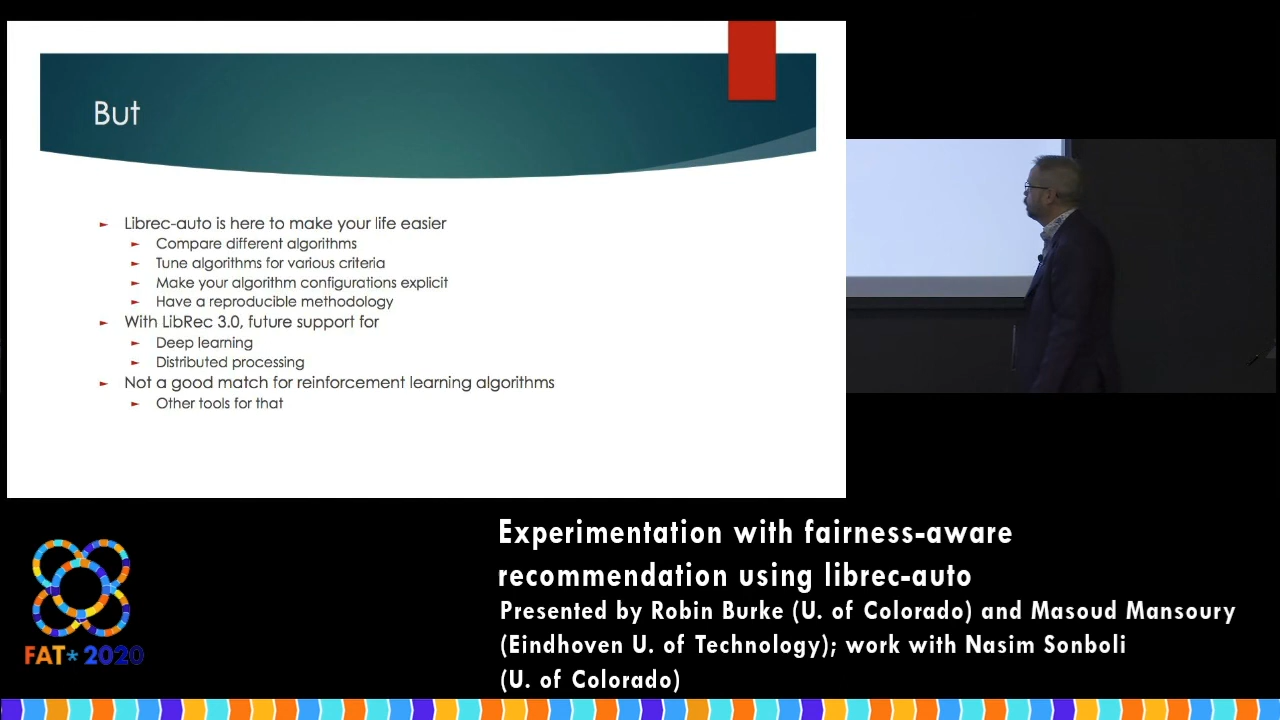 But
Librec-auto is here to make your life easier
Compare different algorithms
Tune algorithms for various criteria
Make your algorithm configurations explicit
Have a reproducible methodology
With LibRec 3.0, future support for
Deep learning
Distributed processing
Not a good match for reinforcement learning algorithms
Other tools for that
Experimentation with fairness-aware
recommendation using librec-auto
Presented by Robin Burke (U. of Colorado) and Masoud Mansoury
(Eindhoven U. of Technology); work with Nasim Sonboli
(U. of Colorado)
FAT* 2020